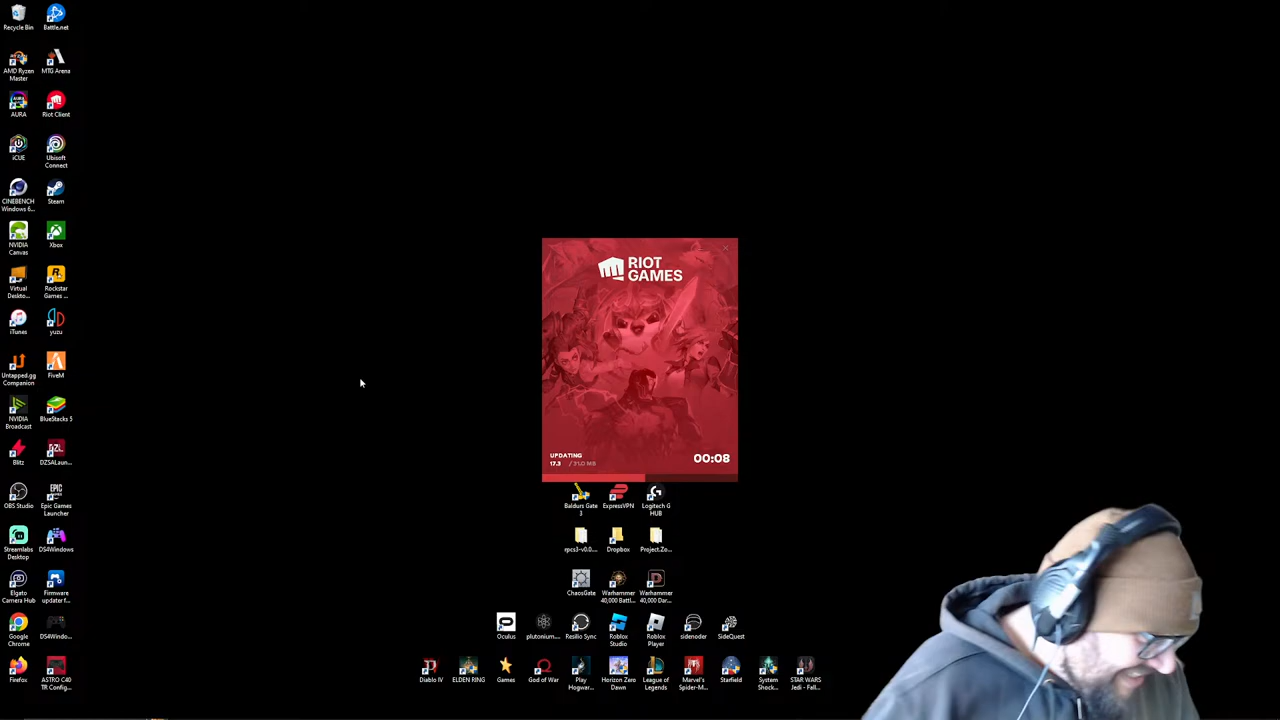 Recycle Bin
Battle.net
AMD Ryzen Master
MTG Arena
AURA
Riot Client
iCUE
Ubisoft Connect
CINEBENCH Windows 6...
Steam
NVIDIA Canvas
Xbox
Virtual Deskto...
Rockstar Games ...
iTunes
yuzu
Untapped.gg Companion
FiveM
NVIDIA Broadcast
BlueStacks 5
Blitz
DZSALaun...
OBS Studio
Epic Games Launcher
Streamlabs Desktop
DS4Windows
Elgato Camera Hub
Firmware updater f...
Google Chrome
DS4Windo...
Firefox
ASTRO C40 TR Config...
RIOT
GAMES
UPDATING
17.3 / 31.0 MB
00:08
Baldurs Gate 3
ExpressVPN
Logitech G HUB
rpcs3-v0.0....
Dropbox
Project.Zo...
ChaosGate
Warhammer 40,000 Battl...
Warhammer 40,000 Dar...
Oculus
plutonium....
Resilio Sync
Roblox Studio
Roblox Player
sidenoder
SideQuest
Diablo IV
ELDEN RING
Games
God of War
Play Hogwar...
Horizon Zero Dawn
League of Legends
Marvel's Spider-M...
Starfield
System Shock...
STAR WARS Jedi - Fall...